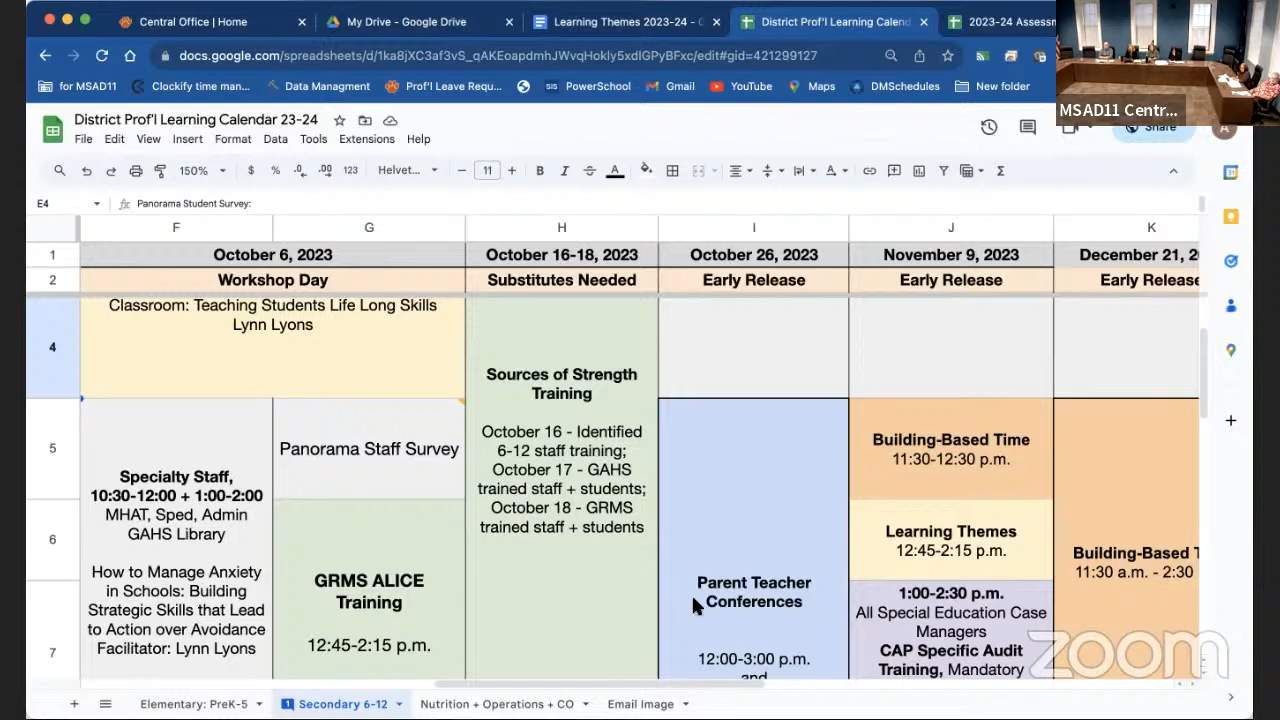 Central Office | Home
My Drive - Google Drive
Learning Themes 2023-24 -
District Prof'l Learning Calend
2023-24 Assessm
docs.google.com/spreadsheets/d/1ka8jXC3af3vS_qAKEoapdmhJWvqHokly5xdIGPyBFxc/edit#gid=421299127
for MSAD11
Clockify time man...
Data Managment
Prof'l Leave Requ...
SIS PowerSchool
Gmail
YouTube
Maps
DMSchedules
New folder
MSAD11 Centr...
District Prof'l Learning Calendar 23-24
File Edit View Insert Format Data Tools Extensions Help
Share
A
150% $ % .0 .00 123 Helvet... 11 B I A
E4 fx Panorama Student Survey:
F G H I J K
1 October 6, 2023 October 16-18, 2023 October 26, 2023 November 9, 2023 December 21, 20
2 Workshop Day Substitutes Needed Early Release Early Release Early Release
4
Classroom: Teaching Students Life Long Skills
Lynn Lyons
5
6
7
Specialty Staff,
10:30-12:00 + 1:00-2:00
MHAT, Sped, Admin
GAHS Library
How to Manage Anxiety
in Schools: Building
Strategic Skills that Lead
to Action over Avoidance
Facilitator: Lynn Lyons
Panorama Staff Survey
GRMS ALICE
Training
12:45-2:15 p.m.
Sources of Strength
Training
October 16 - Identified
6-12 staff training;
October 17 - GAHS
trained staff + students;
October 18 - GRMS
trained staff + students
Parent Teacher
Conferences
12:00-3:00 p.m.
and
Building-Based Time
11:30-12:30 p.m.
Learning Themes
12:45-2:15 p.m.
1:00-2:30 p.m.
All Special Education Case
Managers
CAP Specific Audit
Training, Mandatory
Building-Based T
11:30 a.m. - 2:30
zoom
Elementary: PreK-5
1 Secondary 6-12
Nutrition + Operations + CO
Email Image